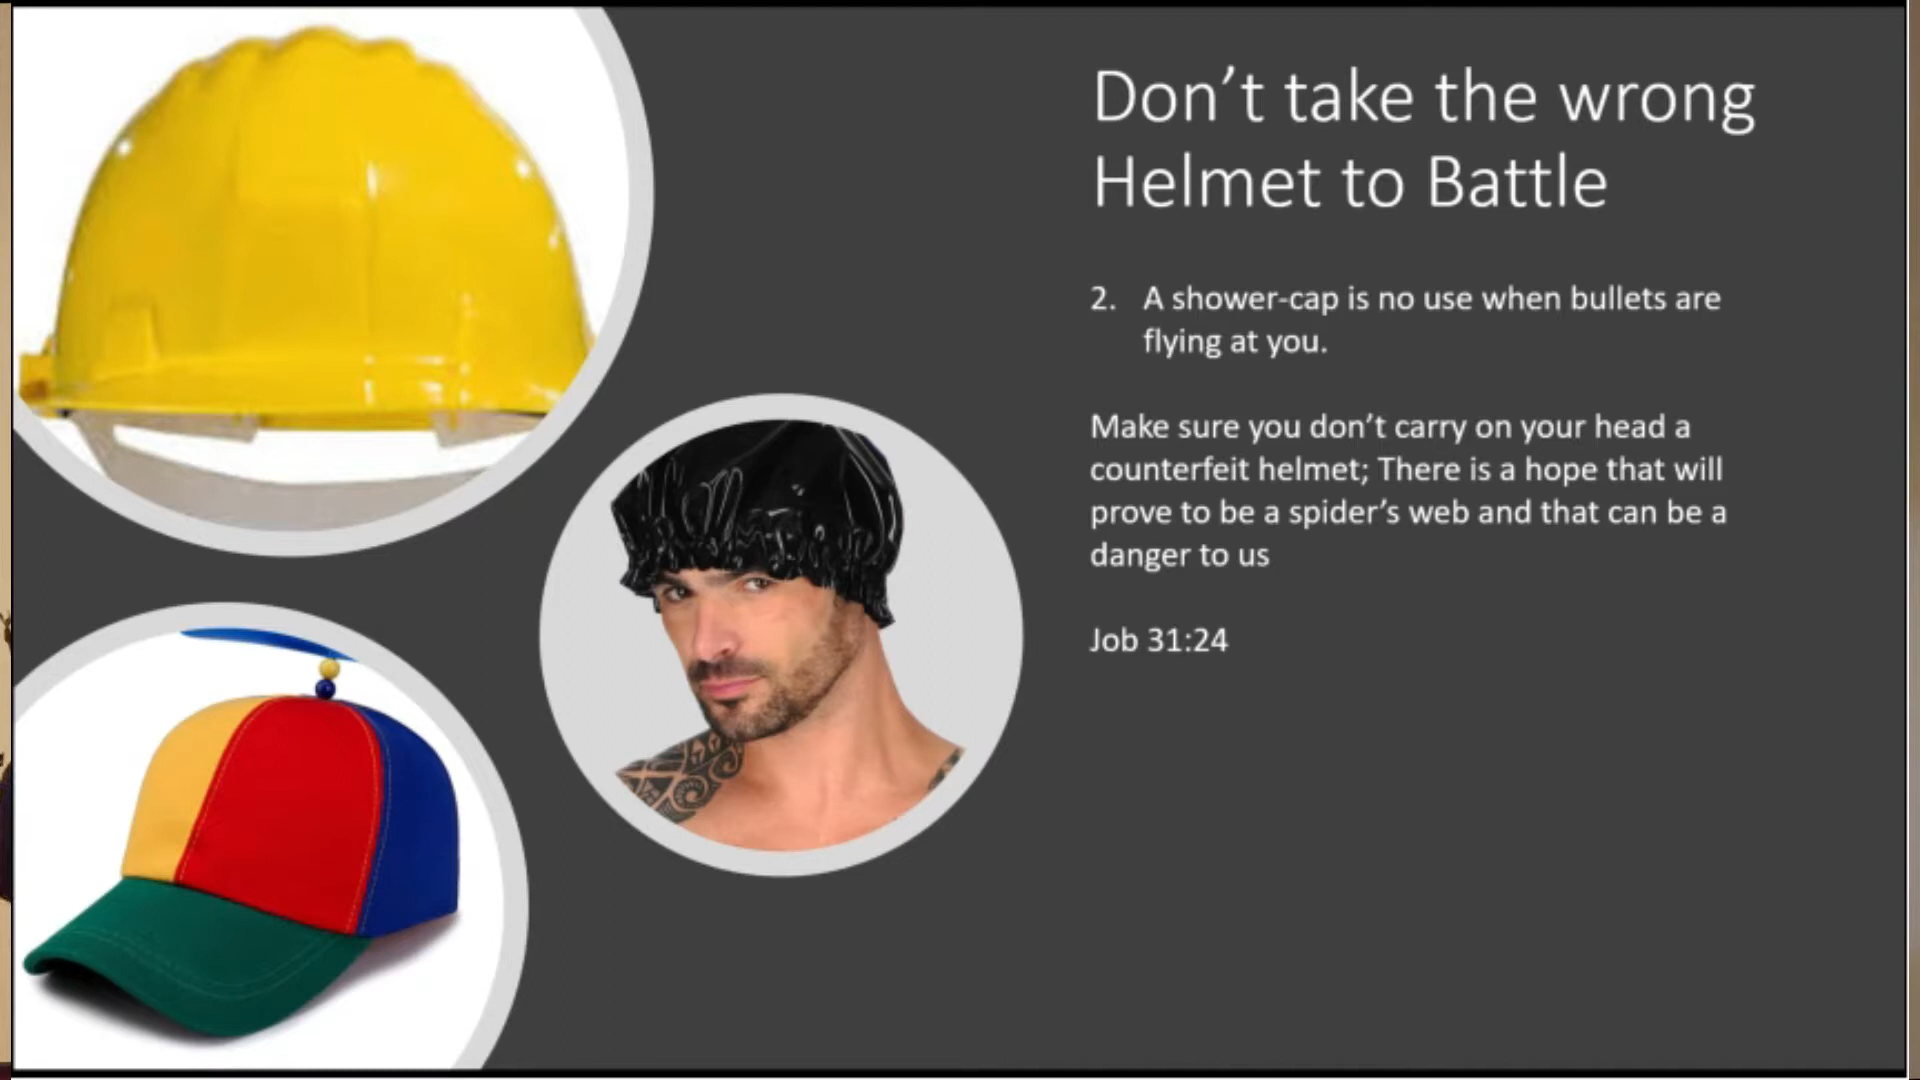 Don’t take the wrong
Helmet to Battle
2. A shower-cap is no use when bullets are
flying at you.
Make sure you don’t carry on your head a
counterfeit helmet; There is a hope that will
prove to be a spider’s web and that can be a
danger to us
Job 31:24